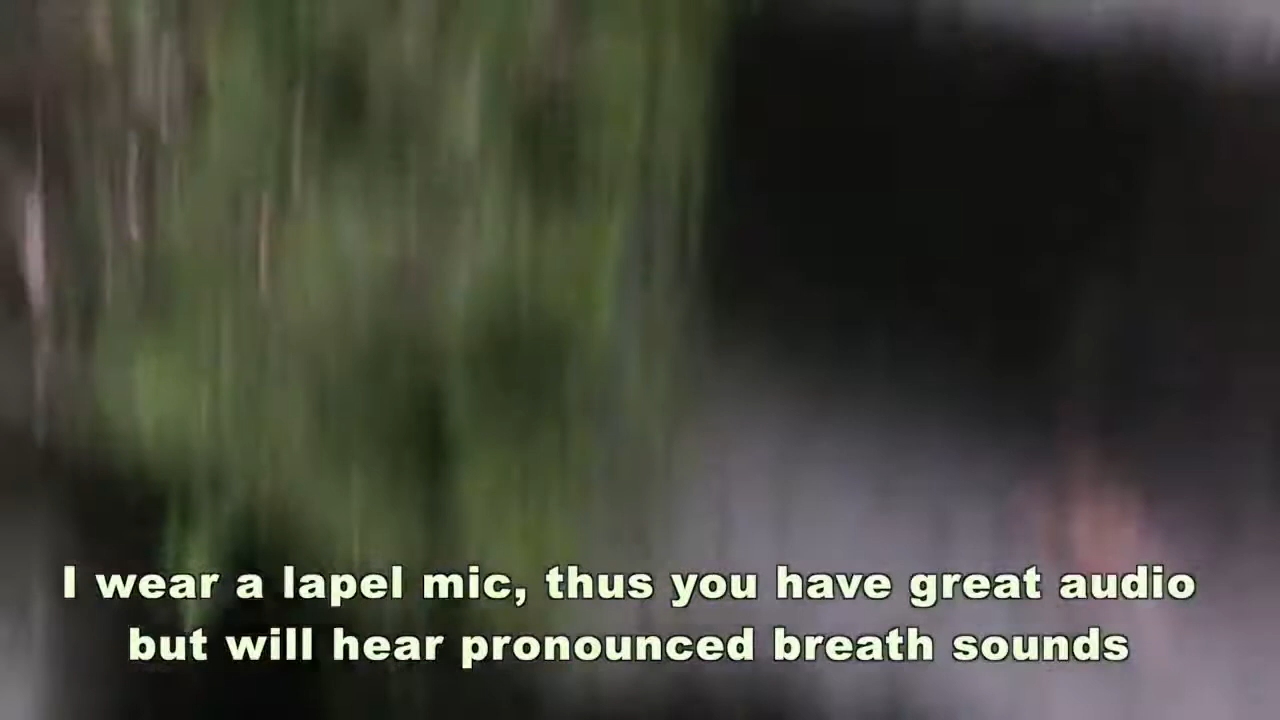 I wear a lapel mic, thus you have great audio
but will hear pronounced breath sounds